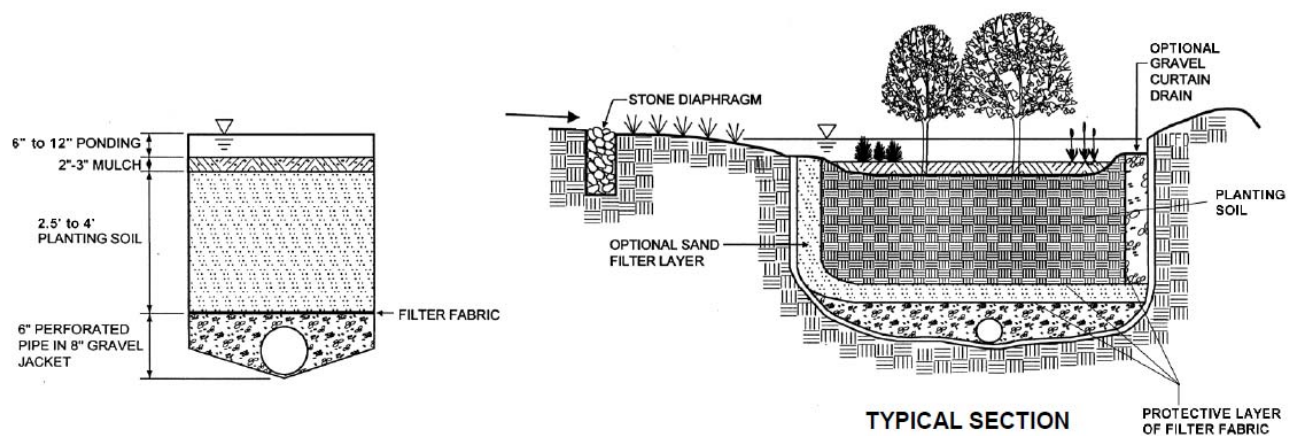 6" to 12" PONDING
2"-3" MULCH
2.5' to 4'
PLANTING SOIL
6" PERFORATED
PIPE IN 8" GRAVEL
JACKET
FILTER FABRIC
STONE DIAPHRAGM
OPTIONAL
GRAVEL
CURTAIN
DRAIN
OPTIONAL SAND
FILTER LAYER
PLANTING
SOIL
TYPICAL SECTION
PROTECTIVE LAYER
OF FILTER FABRIC